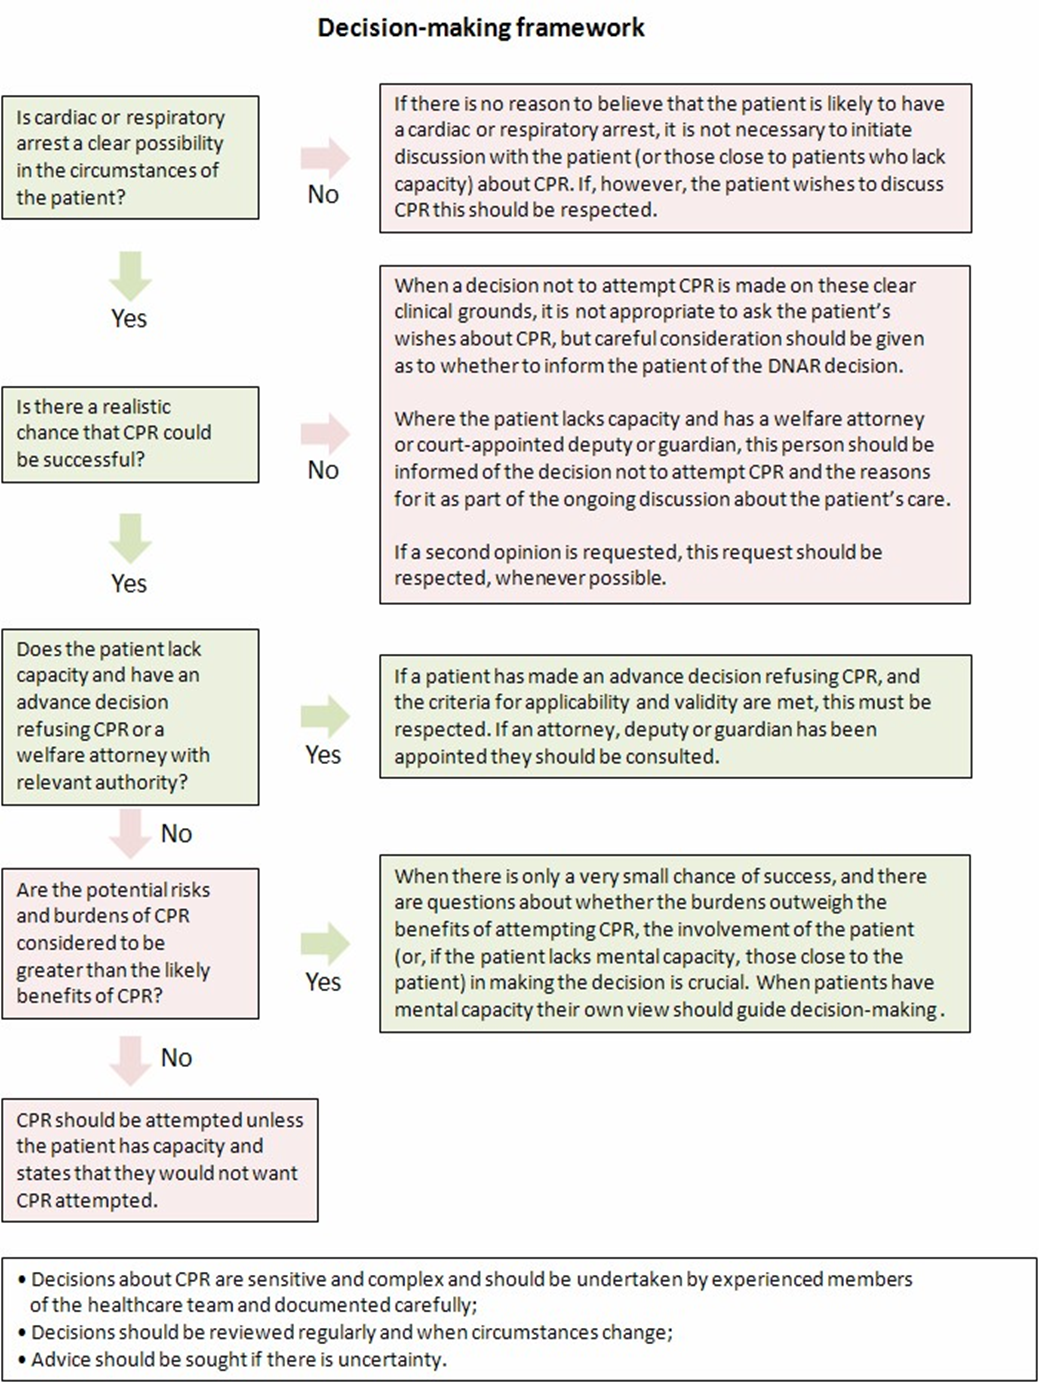 Decision-making framework
Is cardiac or respiratory
arrest a clear possibility
in the circumstances of
the patient?
No
If there is no reason to believe that the patient is likely to have
a cardiac or respiratory arrest, it is not necessary to initiate
discussion with the patient (or those close to patients who lack
capacity) about CPR. If, however, the patient wishes to discuss
CPR this should be respected.
Yes
Is there a realistic
chance that CPR could
be successful?
No
When a decision not to attempt CPR is made on these clear
clinical grounds, it is not appropriate to ask the patient’s
wishes about CPR, but careful consideration should be given
as to whether to inform the patient of the DNAR decision.
Where the patient lacks capacity and has a welfare attorney
or court-appointed deputy or guardian, this person should be
informed of the decision not to attempt CPR and the reasons
for it as part of the ongoing discussion about the patient’s care.
If a second opinion is requested, this request should be
respected, whenever possible.
Yes
Does the patient lack
capacity and have an
advance decision
refusing CPR or a
welfare attorney with
relevant authority?
Yes
If a patient has made an advance decision refusing CPR, and
the criteria for applicability and validity are met, this must be
respected. If an attorney, deputy or guardian has been
appointed they should be consulted.
No
Are the potential risks
and burdens of CPR
considered to be
greater than the likely
benefits of CPR?
Yes
When there is only a very small chance of success, and there
are questions about whether the burdens outweigh the
benefits of attempting CPR, the involvement of the patient
(or, if the patient lacks mental capacity, those close to the
patient) in making the decision is crucial. When patients have
mental capacity their own view should guide decision-making .
No
CPR should be attempted unless
the patient has capacity and
states that they would not want
CPR attempted.
• Decisions about CPR are sensitive and complex and should be undertaken by experienced members
of the healthcare team and documented carefully;
• Decisions should be reviewed regularly and when circumstances change;
• Advice should be sought if there is uncertainty.